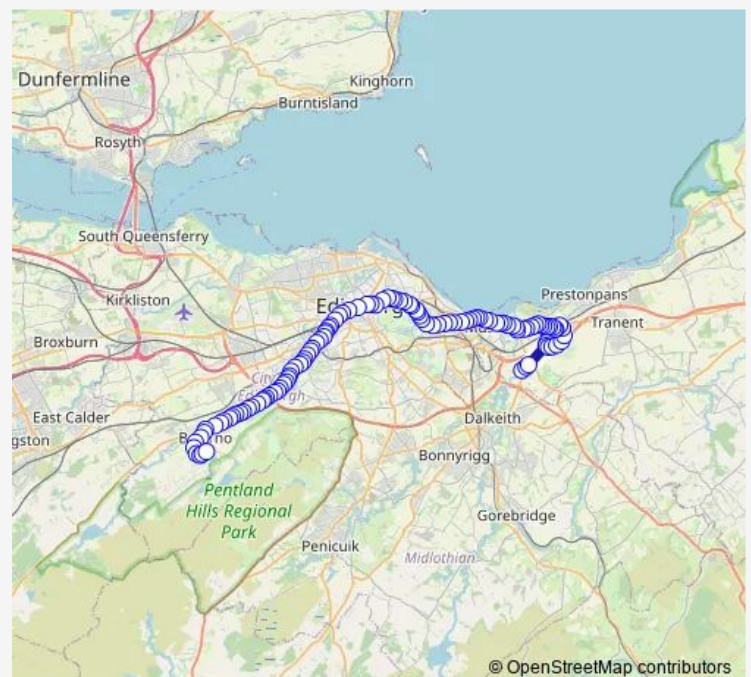 Dunfermline
Kinghorn
Burntisland
Rosyth
South Queensferry
Kirkliston
Prestonpans
Tranent
Broxburn
East Calder
gston
Dalkeith
Bonnyrigg
Pentland
Hills Regional
Park
Gorebridge
Penicuik
Midlothian
© OpenStreetMap contributors